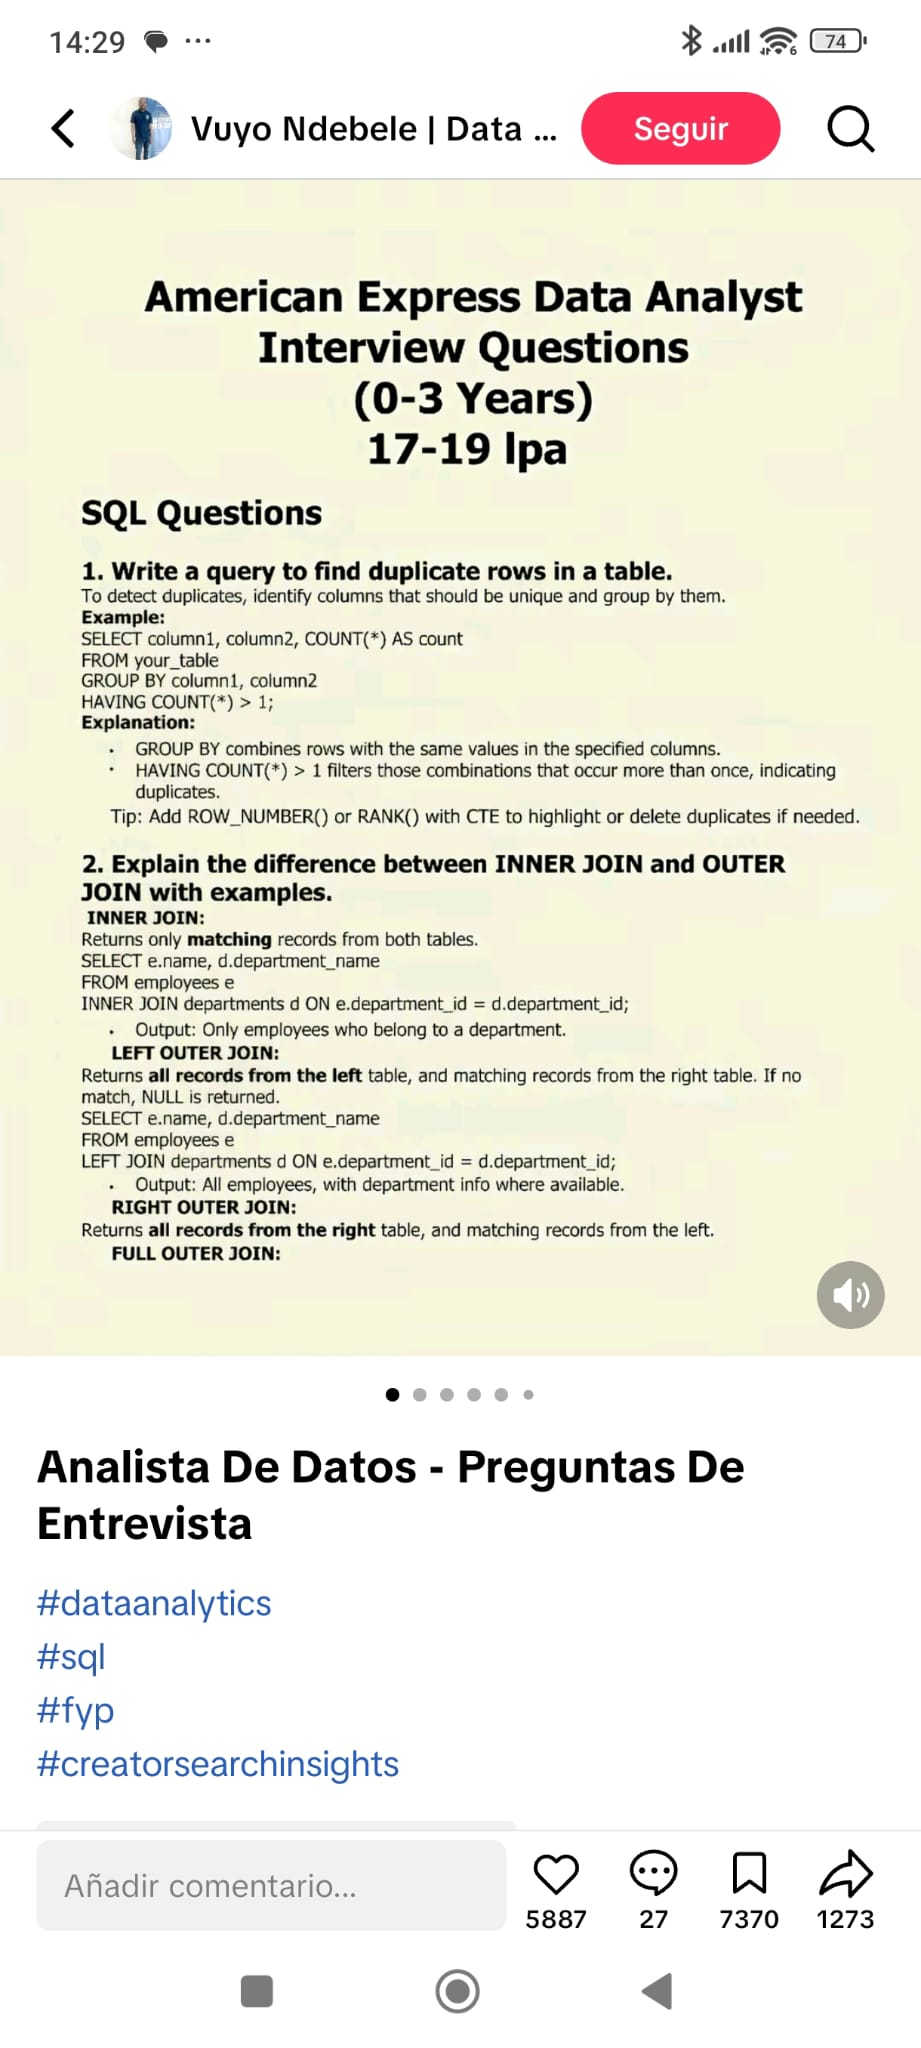 14:29
74
Vuyo Ndebele | Data ...
Seguir
American Express Data Analyst
Interview Questions
(0-3 Years)
17-19 lpa
SQL Questions
1. Write a query to find duplicate rows in a table.
To detect duplicates, identify columns that should be unique and group by them.
Example:
SELECT column1, column2, COUNT(*) AS count
FROM your_table
GROUP BY column1, column2
HAVING COUNT(*) > 1;
Explanation:
· GROUP BY combines rows with the same values in the specified columns.
· HAVING COUNT(*) > 1 filters those combinations that occur more than once, indicating
duplicates.
Tip: Add ROW_NUMBER() or RANK() with CTE to highlight or delete duplicates if needed.
2. Explain the difference between INNER JOIN and OUTER
JOIN with examples.
INNER JOIN:
Returns only matching records from both tables.
SELECT e.name, d.department_name
FROM employees e
INNER JOIN departments d ON e.department_id = d.department_id;
· Output: Only employees who belong to a department.
LEFT OUTER JOIN:
Returns all records from the left table, and matching records from the right table. If no
match, NULL is returned.
SELECT e.name, d.department_name
FROM employees e
LEFT JOIN departments d ON e.department_id = d.department_id;
· Output: All employees, with department info where available.
RIGHT OUTER JOIN:
Returns all records from the right table, and matching records from the left.
FULL OUTER JOIN:
Analista De Datos - Preguntas De
Entrevista
#dataanalytics
#sql
#fyp
#creatorsearchinsights
Añadir comentario...
5887
27
7370
1273